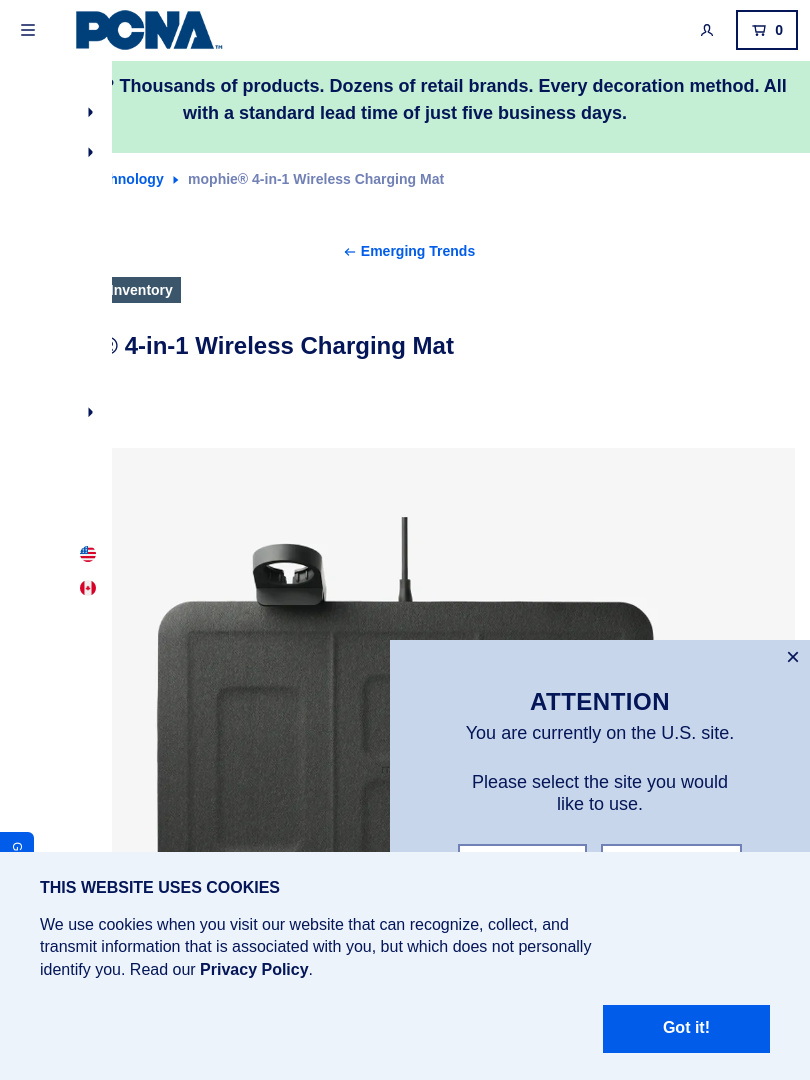 PCNA™
0
? Thousands of products. Dozens of retail brands. Every decoration method. All
with a standard lead time of just five business days.
hnology mophie® 4-in-1 Wireless Charging Mat
← Emerging Trends
Inventory
® 4-in-1 Wireless Charging Mat
ATTENTION
You are currently on the U.S. site.
Please select the site you would
like to use.
G
THIS WEBSITE USES COOKIES
We use cookies when you visit our website that can recognize, collect, and
transmit information that is associated with you, but which does not personally
identify you. Read our Privacy Policy.
Got it!